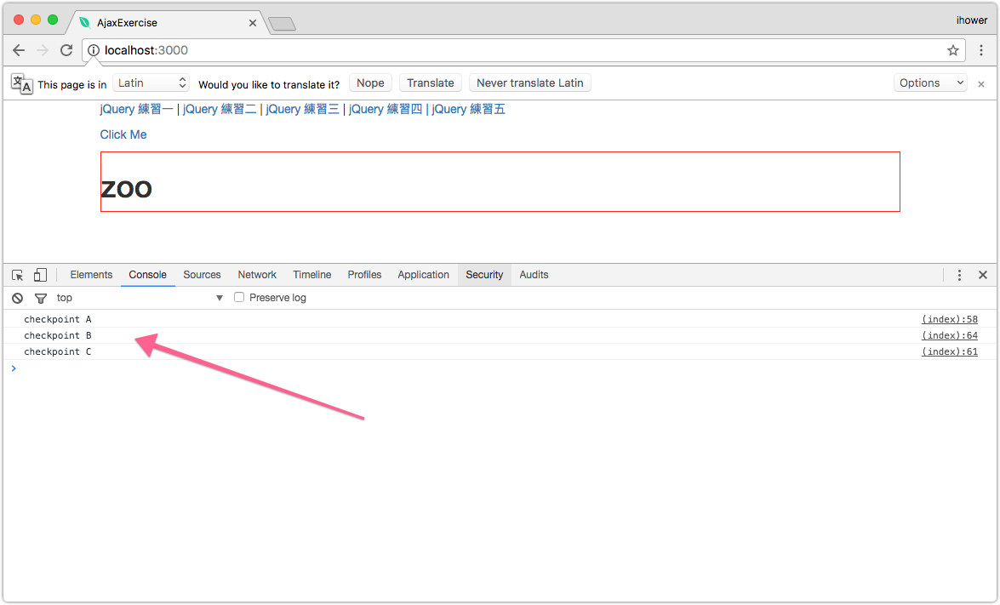 AjaxExercise
ihower
localhost:3000
文A This page is in Latin Would you like to translate it? Nope Translate Never translate Latin Options
jQuery 練習一 | jQuery 練習二 | jQuery 練習三 | jQuery 練習四 | jQuery 練習五
Click Me
zoo
Elements Console Sources Network Timeline Profiles Application Security Audits
top Preserve log
checkpoint A (index):58
checkpoint B (index):64
checkpoint C (index):61